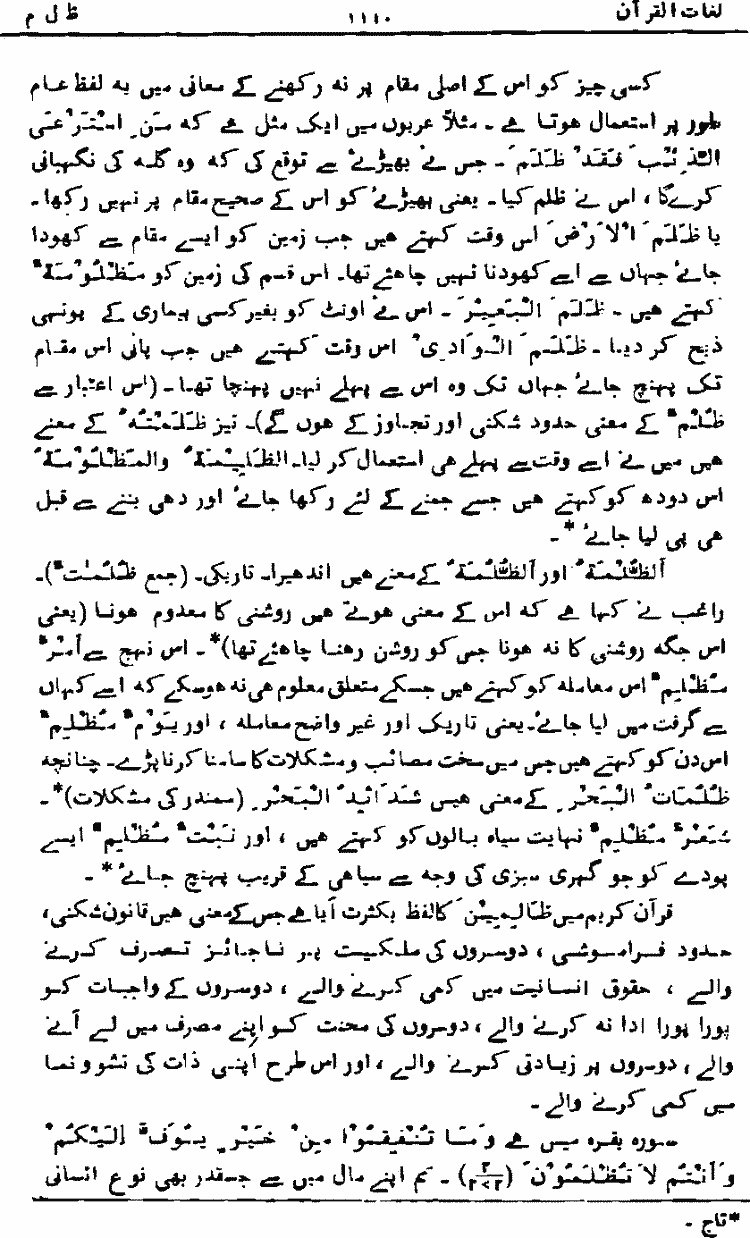 لغات القرآن ۱۱۱۰ ظ ل م
کسی چیز کو اس کے اصلی مقام پر نہ رکھنے کے معانی میں یہ لفظ عام
طور پر استعمال ہوتا ہے ۔ مثلاً عربوں میں ایک مثل ہے کہ مَنِ اسْتَرْعَی
الذِّئْبَ فَقَدْ ظَلَمَ ۔ جس نے بھیڑیے سے توقع کی کہ وہ گلہ کی نگہبانی
کرے گا ، اس نے ظلم کیا۔ یعنی بھیڑیے کو اس کے صحیح مقام پر نہیں رکھا ۔
یا ظَلَمَ الْاَرْضَ اس وقت کہتے ہیں جب زمین کو ایسے مقام سے کھودا
جائے جہاں سے اسے کھودنا نہیں چاہئے تھا۔ اس قسم کی زمین کو مَظْلُوْمَۃٌ
کہتے ہیں ۔ ظَلَمَ الْبَعِیْرَ ۔ اس نے اونٹ کو بغیر کسی بیماری کے یونہی
ذبح کر دیا ۔ ظَلَمَ الْوَادِیْ اس وقت کہتے ہیں جب پانی اس مقام
تک پہنچ جائے جہاں تک وہ اس سے پہلے نہیں پہنچا تھا ۔ (اس اعتبار سے
ظُلْمٌ کے معنی حدود شکنی اور تجاوز کے ہوں گے)۔ نیز ظَلَمْتُہٗ کے معنے
ہیں میں نے اسے وقت سے پہلے ہی استعمال کر لیا۔ الظَّلِیْمَۃُ والْمَظْلُوْمَۃُ
اس دودھ کو کہتے ہیں جسے جمنے کے لئے رکھا جائے اور دہی بننے سے قبل
ہی پی لیا جائے * ۔
اَلظُّلْمَۃُ اور اَلظُّلُمَۃُ کے معنے ہیں اندھیرا۔ تاریکی۔ (جمع ظُلُمٰتٌ)۔
راغب نے کہا ہے کہ اس کے معنی ہوتے ہیں روشنی کا معدوم ہونا (یعنی
اس جگہ روشنی کا نہ ہونا جس کو روشن رہنا چاہئے تھا)* ۔ اس نہج سے اَمْرٌ
مُظْلِمٌ اس معاملہ کو کہتے ہیں جسکے متعلق معلوم ہی نہ ہوسکے کہ اسے کہاں
سے گرفت میں لیا جائے۔ یعنی تاریک اور غیر واضح معاملہ ، اور یَوْمٌ مُظْلِمٌ
اس دن کو کہتے ہیں جس میں سخت مصائب و مشکلات کا سامنا کرنا پڑے ۔ چنانچہ
ظُلُمَاتُ الْبَحْرِ کے معنی ہیں شَدَائِدُ الْبَحْرِ (سمندر کی مشکلات)* ۔
شَعْرٌ مُظْلِمٌ نہایت سیاہ بالوں کو کہتے ہیں ، اور نَبْتٌ مُظْلِمٌ ایسے
پودے کو جو گہری سبزی کی وجہ سے سیاہی کے قریب پہنچ جائے * ۔
قرآن کریم میں ظَالِمِیْنَ کا لفظ بکثرت آیا ہے جس کے معنی ہیں قانون شکنی ،
حدود فراموشی ، دوسروں کی ملکیت پر ناجائز تصرف کرنے
والے ، حقوق انسانیت میں کمی کرنے والے ، دوسروں کے واجبات کو
پورا پورا ادا نہ کرنے والے ، دوسروں کی محنت کو اپنے مصرف میں لے آنے
والے ، دوسروں پر زیادتی کرنے والے ، اور اس طرح اپنی ذات کی نشو و نما
میں کمی کرنے والے ۔
سورہ بقرہ میں ہے وَمَا تُنْفِقُوْا مِنْ خَیْرٍ یُّوَفَّ اِلَیْکُمْ
وَاَنْتُمْ لَا تُظْلَمُوْنَ (۲/۲۷۲) ۔ تم اپنے مال میں سے جسقدر بھی نوع انسانی
*تاج ۔